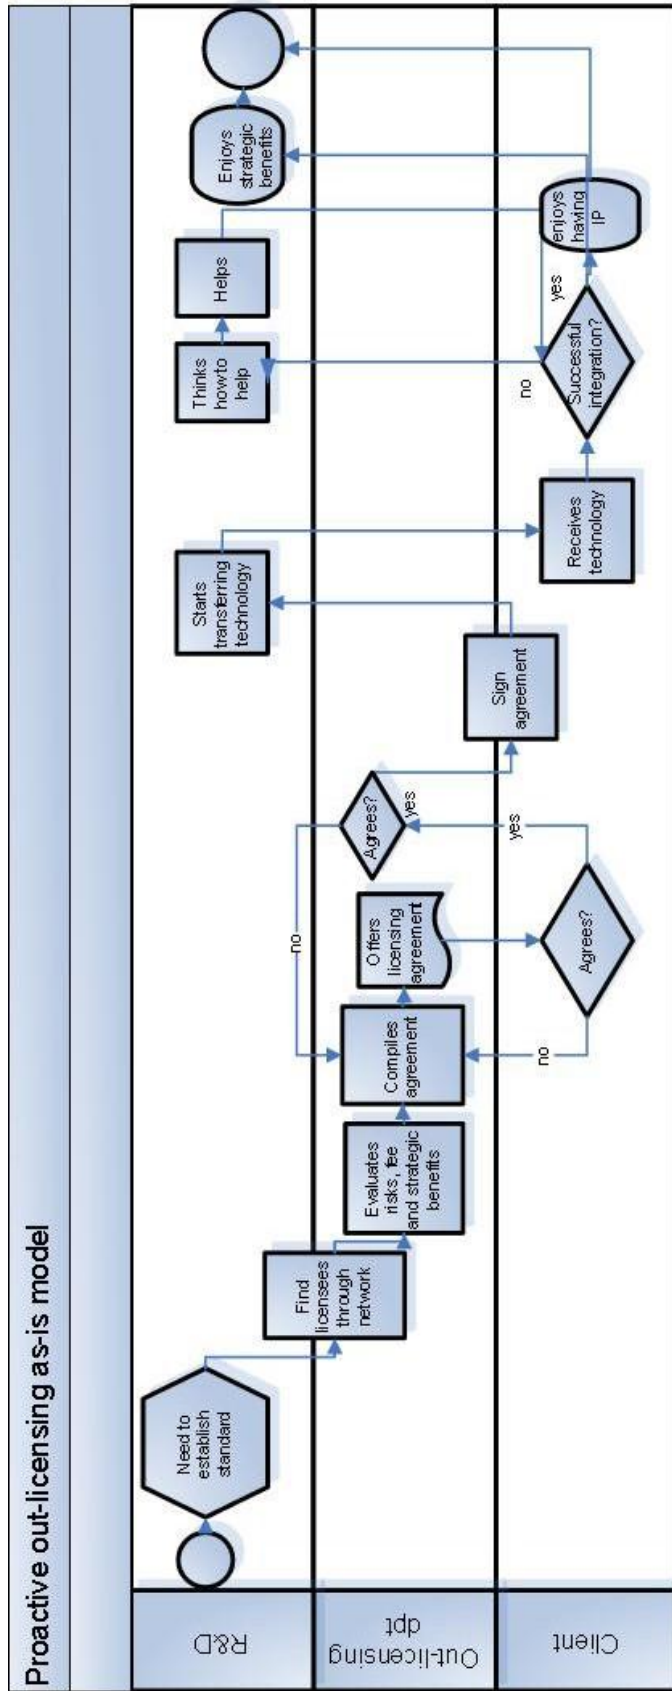 Proactive out-licensing as-is model
R&D
Out-licensing
dpt
Client
Need to
establish
standard
Find
licensees
through
network
Evaluates
risks, fee
and strategic
benefits
Compiles
agreement
Offers
licensing
agreement
Agrees?
no
yes
Agrees?
no
yes
Sign
agreement
Starts
transferring
technology
Receives
technology
Successful
integration?
no
yes
Thinks
how to
help
Helps
enjoys
having
IP
Enjoys
strategic
benefits